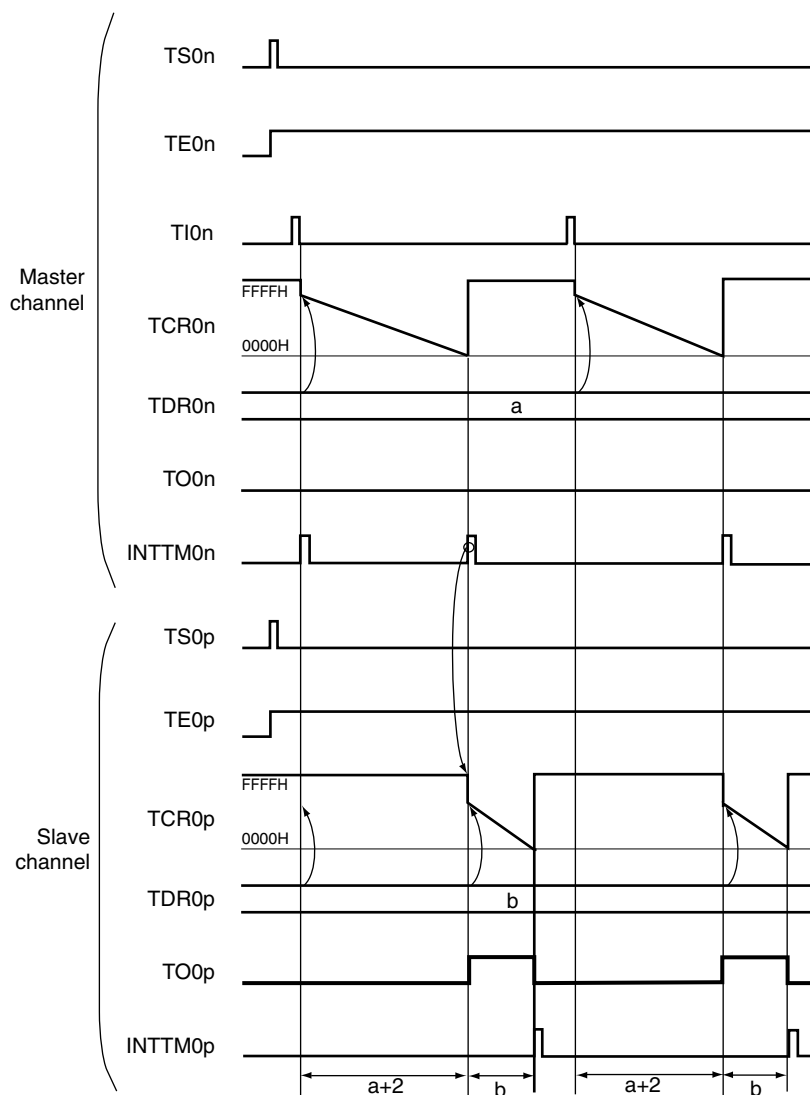 TS0n
TE0n
TI0n
Master
channel
FFFFH
TCR0n
0000H
TDR0n
a
TO0n
INTTM0n
TS0p
TE0p
FFFFH
TCR0p
Slave
channel
0000H
TDR0p
b
TO0p
INTTM0p
a+2
b
a+2
b